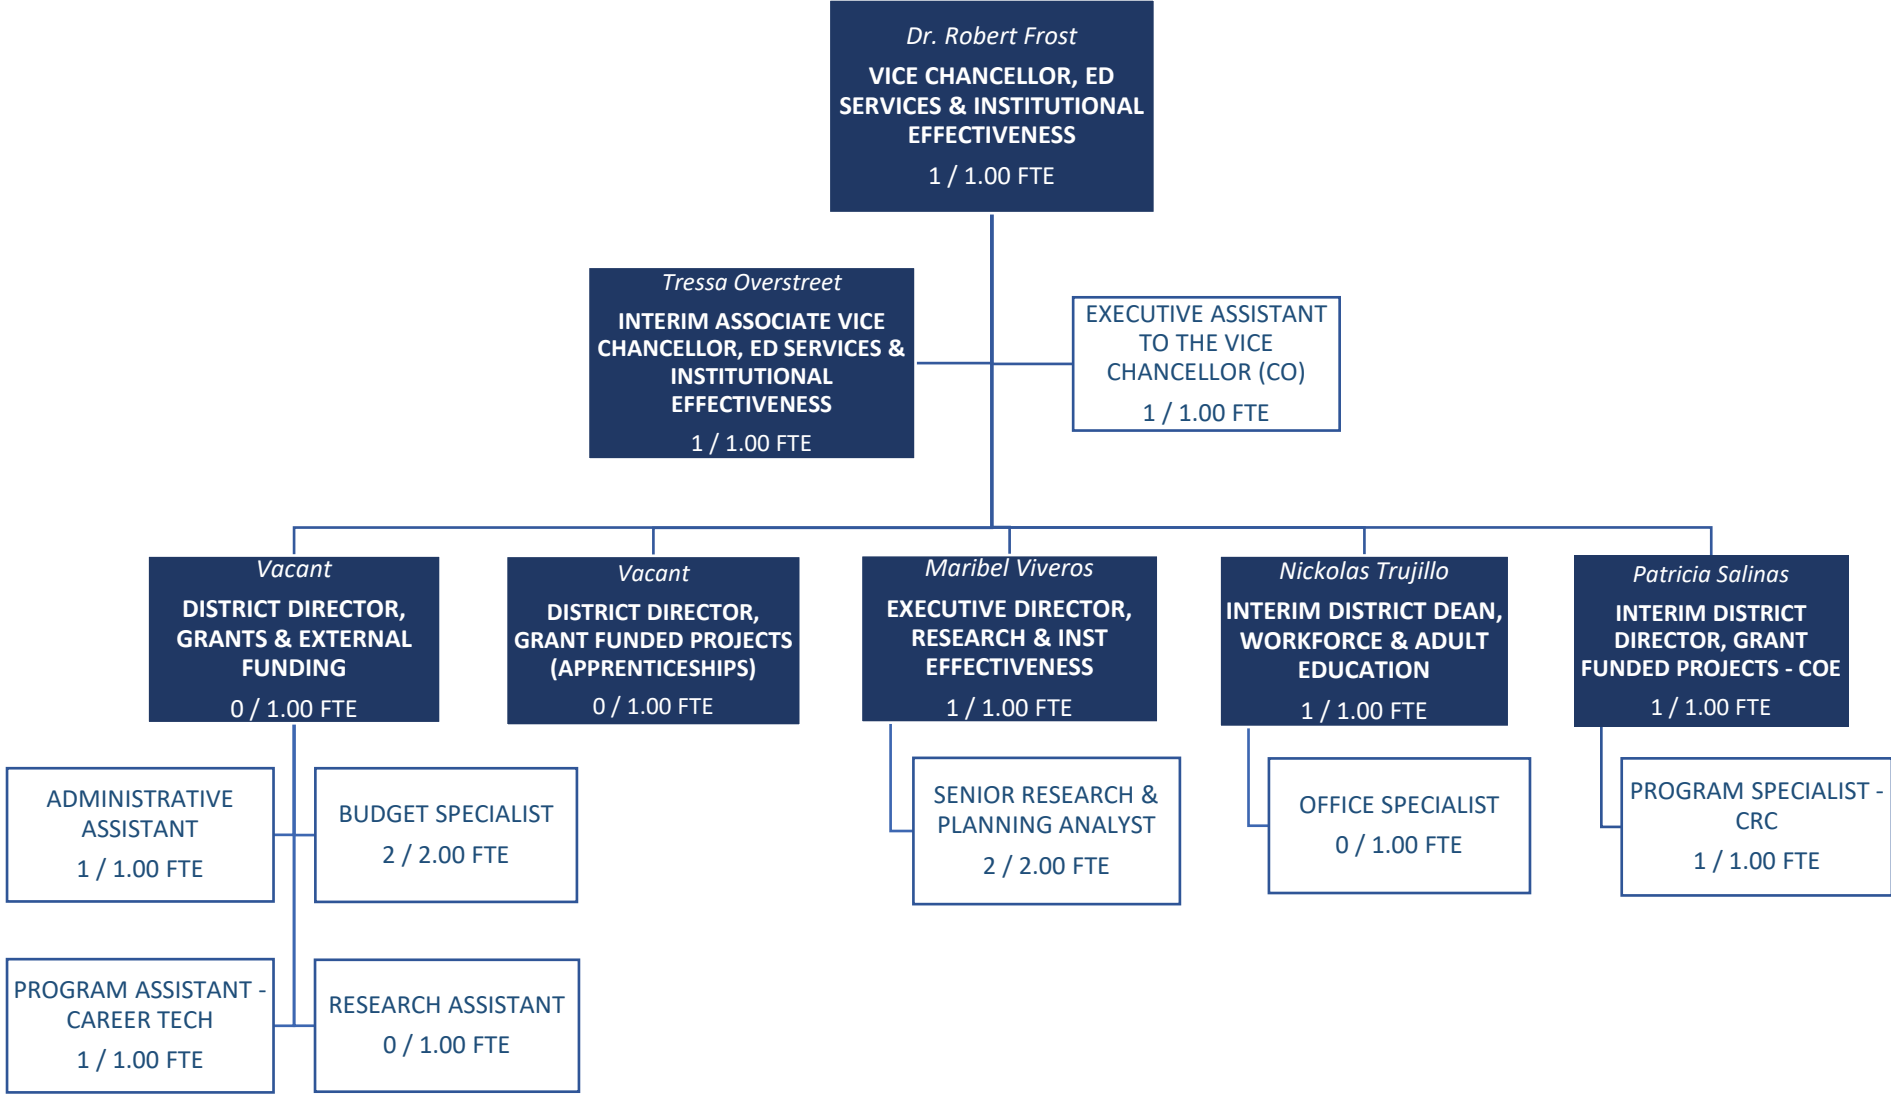 Dr. Robert Frost
VICE CHANCELLOR, ED
SERVICES & INSTITUTIONAL
EFFECTIVENESS
1 / 1.00 FTE
Tressa Overstreet
INTERIM ASSOCIATE VICE
CHANCELLOR, ED SERVICES &
INSTITUTIONAL
EFFECTIVENESS
1 / 1.00 FTE
EXECUTIVE ASSISTANT
TO THE VICE
CHANCELLOR (CO)
1 / 1.00 FTE
Vacant
DISTRICT DIRECTOR,
GRANTS & EXTERNAL
FUNDING
0 / 1.00 FTE
Vacant
DISTRICT DIRECTOR,
GRANT FUNDED PROJECTS
(APPRENTICESHIPS)
0 / 1.00 FTE
Maribel Viveros
EXECUTIVE DIRECTOR,
RESEARCH & INST
EFFECTIVENESS
1 / 1.00 FTE
Nickolas Trujillo
INTERIM DISTRICT DEAN,
WORKFORCE & ADULT
EDUCATION
1 / 1.00 FTE
Patricia Salinas
INTERIM DISTRICT
DIRECTOR, GRANT
FUNDED PROJECTS - COE
1 / 1.00 FTE
ADMINISTRATIVE
ASSISTANT
1 / 1.00 FTE
BUDGET SPECIALIST
2 / 2.00 FTE
SENIOR RESEARCH &
PLANNING ANALYST
2 / 2.00 FTE
OFFICE SPECIALIST
0 / 1.00 FTE
PROGRAM SPECIALIST -
CRC
1 / 1.00 FTE
PROGRAM ASSISTANT -
CAREER TECH
1 / 1.00 FTE
RESEARCH ASSISTANT
0 / 1.00 FTE